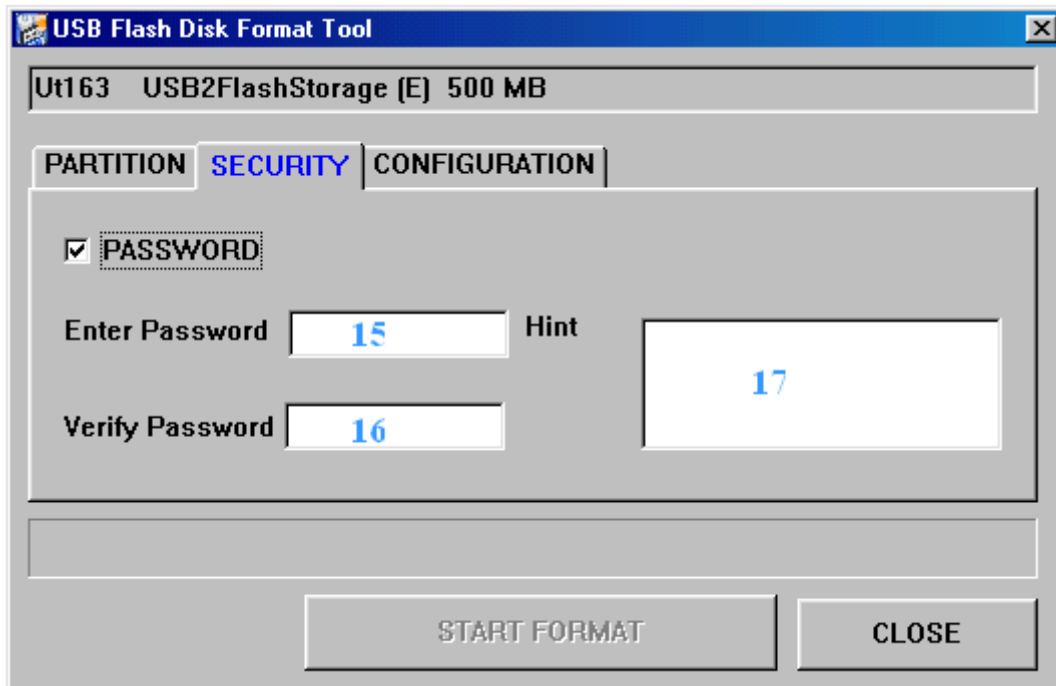 USB Flash Disk Format Tool
Ut163 USB2FlashStorage (E) 500 MB
PARTITION SECURITY CONFIGURATION
PASSWORD
Enter Password 15 Hint 17
Verify Password 16
START FORMAT CLOSE